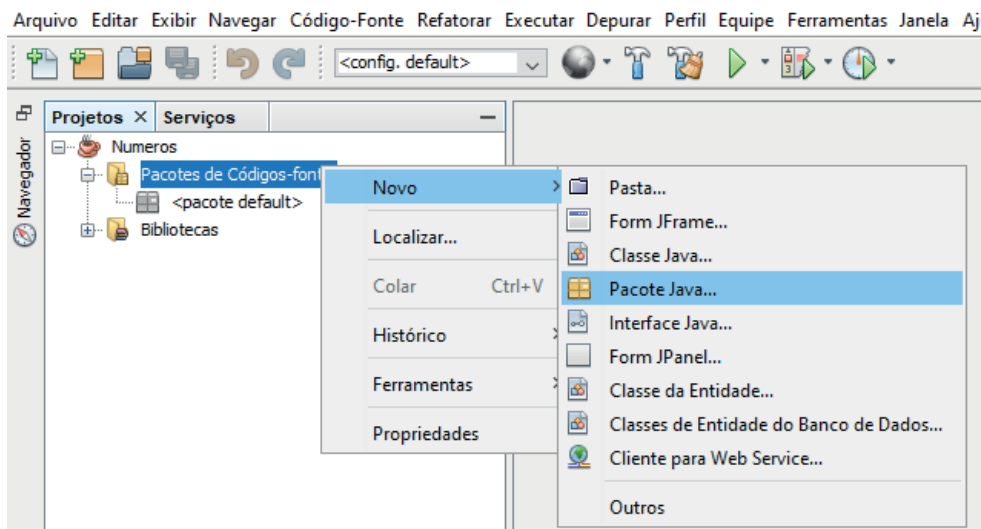 Arquivo Editar Exibir Navegar Código-Fonte Refatorar Executar Depurar Perfil Equipe Ferramentas Janela Aj
<config. default>
Projetos Serviços
Navegador
Numeros
Pacotes de Códigos-font
<pacote default>
Bibliotecas
Novo
Localizar...
Colar Ctrl+V
Histórico
Ferramentas
Propriedades
Pasta...
Form JFrame...
Classe Java...
Pacote Java...
Interface Java...
Form JPanel...
Classe da Entidade...
Classes de Entidade do Banco de Dados...
Cliente para Web Service...
Outros